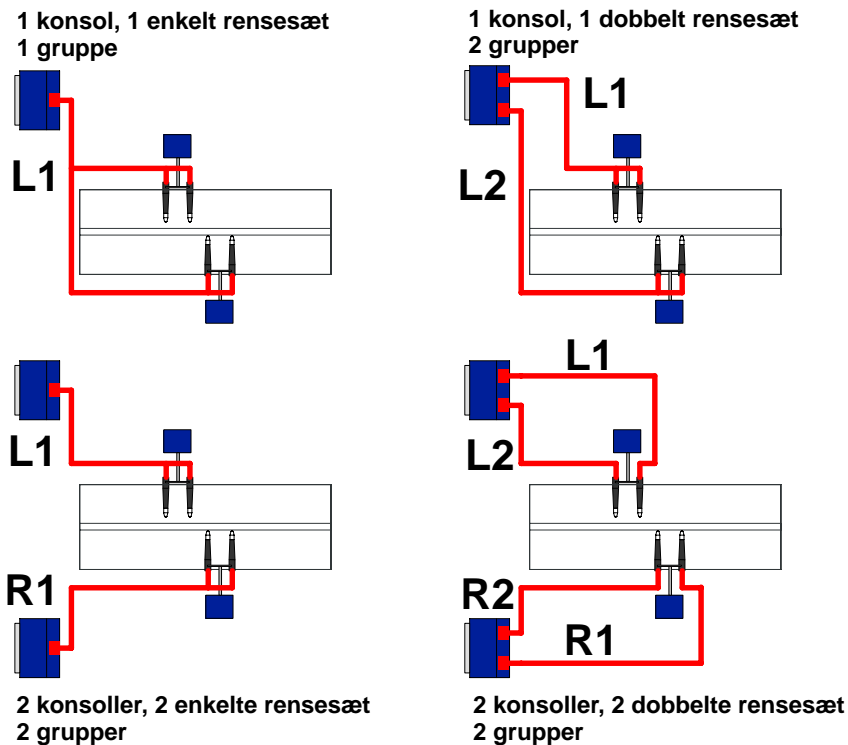 1 konsol, 1 enkelt rensesæt
1 gruppe
L1
1 konsol, 1 dobbelt rensesæt
2 grupper
L1
L2
L1
R1
2 konsoller, 2 enkelte rensesæt
2 grupper
L1
L2
R2
R1
2 konsoller, 2 dobbelte rensesæt
2 grupper